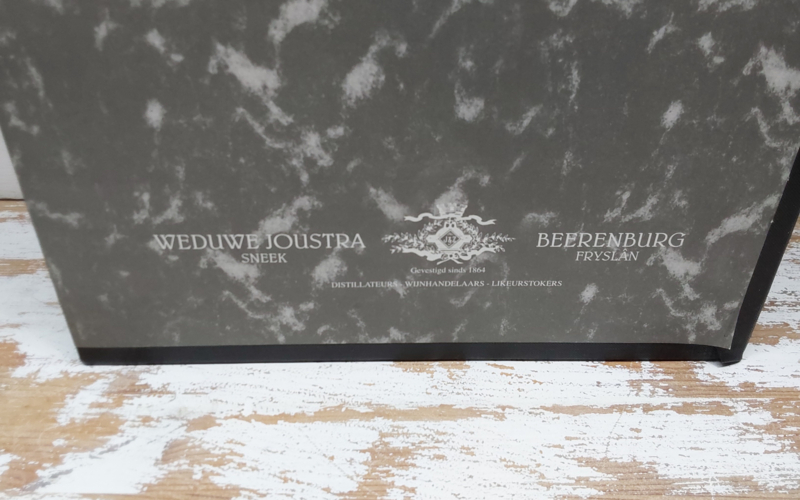 WEDUWE JOUSTRA
SNEEK
Gevestigd sinds 1864
DISTILLATEURS - WIJNHANDELAARS - LIKEURSTOKERS
BEERENBURG
FRYSLÂN